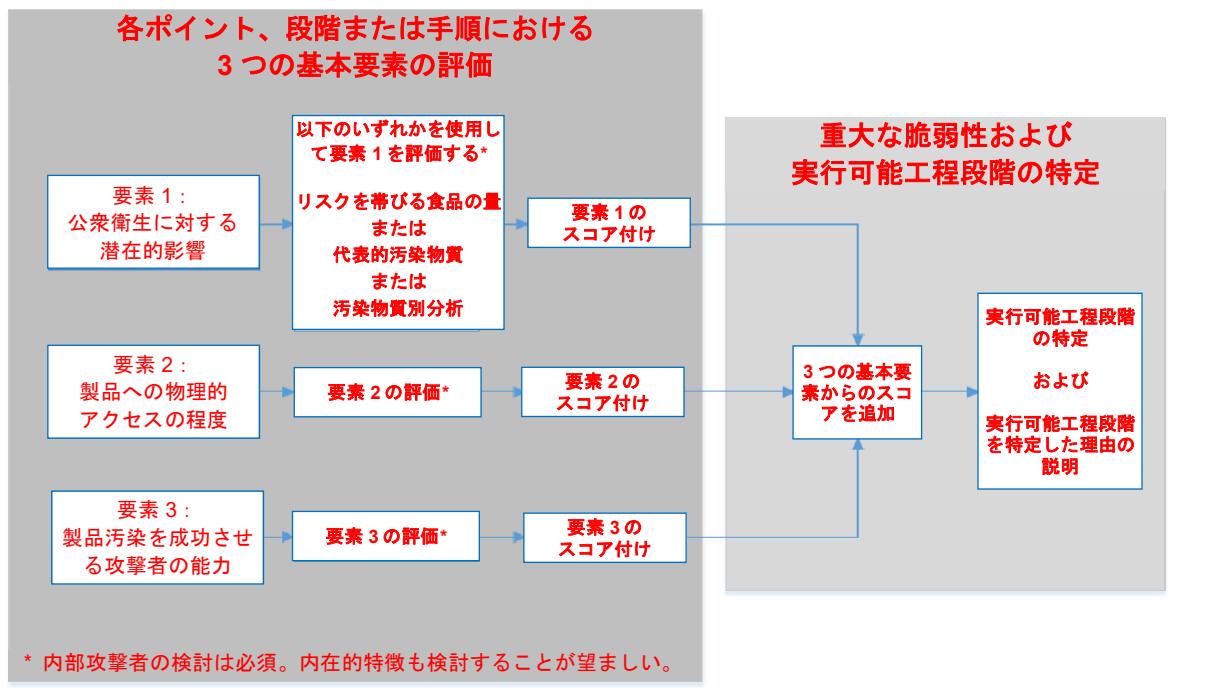 各ポイント、段階または手順における
3 つの基本要素の評価
要素 1：
公衆衛生に対する
潜在的影響
以下のいずれかを使用し
て要素 1 を評価する*
リスクを帯びる食品の量
または
代表的汚染物質
または
汚染物質別分析
要素 1 の
スコア付け
要素 2：
製品への物理的
アクセスの程度
要素 2 の評価*
要素 2 の
スコア付け
要素 3：
製品汚染を成功させ
る攻撃者の能力
要素 3 の評価*
要素 3 の
スコア付け
* 内部攻撃者の検討は必須。内在的特徴も検討することが望ましい。
重大な脆弱性および
実行可能工程段階の特定
3 つの基本要
素からのスコ
アを追加
実行可能工程段階
の特定
および
実行可能工程段階
を特定した理由の
説明